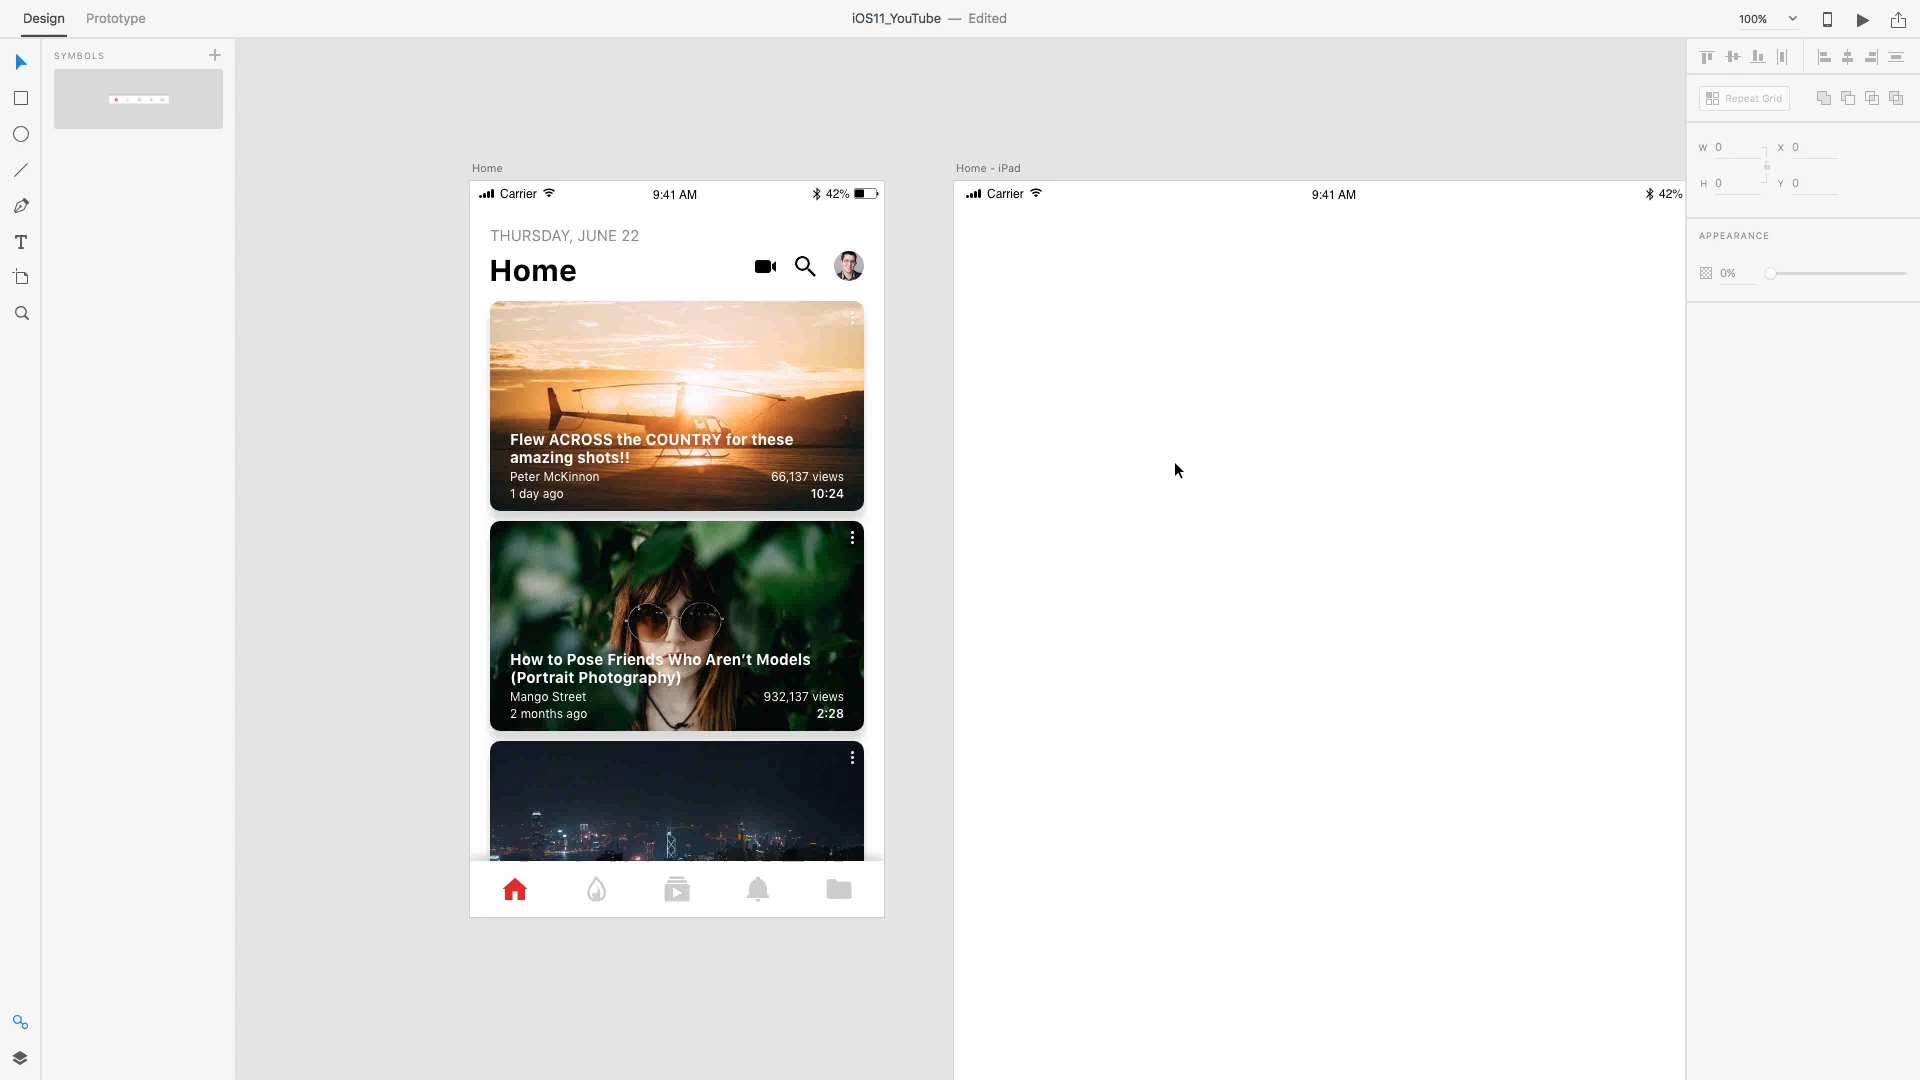 Design Prototype iOS11_YouTube — Edited 100%
SYMBOLS
Repeat Grid
W 0 X 0
H 0 Y 0
APPEARANCE
0%
Home
Carrier 9:41 AM 42%
THURSDAY, JUNE 22
Home
Flew ACROSS the COUNTRY for these
amazing shots!!
Peter McKinnon 66,137 views
1 day ago 10:24
How to Pose Friends Who Aren’t Models
(Portrait Photography)
Mango Street 932,137 views
2 months ago 2:28
Home - iPad
Carrier 9:41 AM 42%